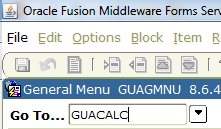 Oracle Fusion Middleware Forms Serv
File Edit Options Block Item
General Menu GUAGMNU 8.6.4
Go To... GUACALC